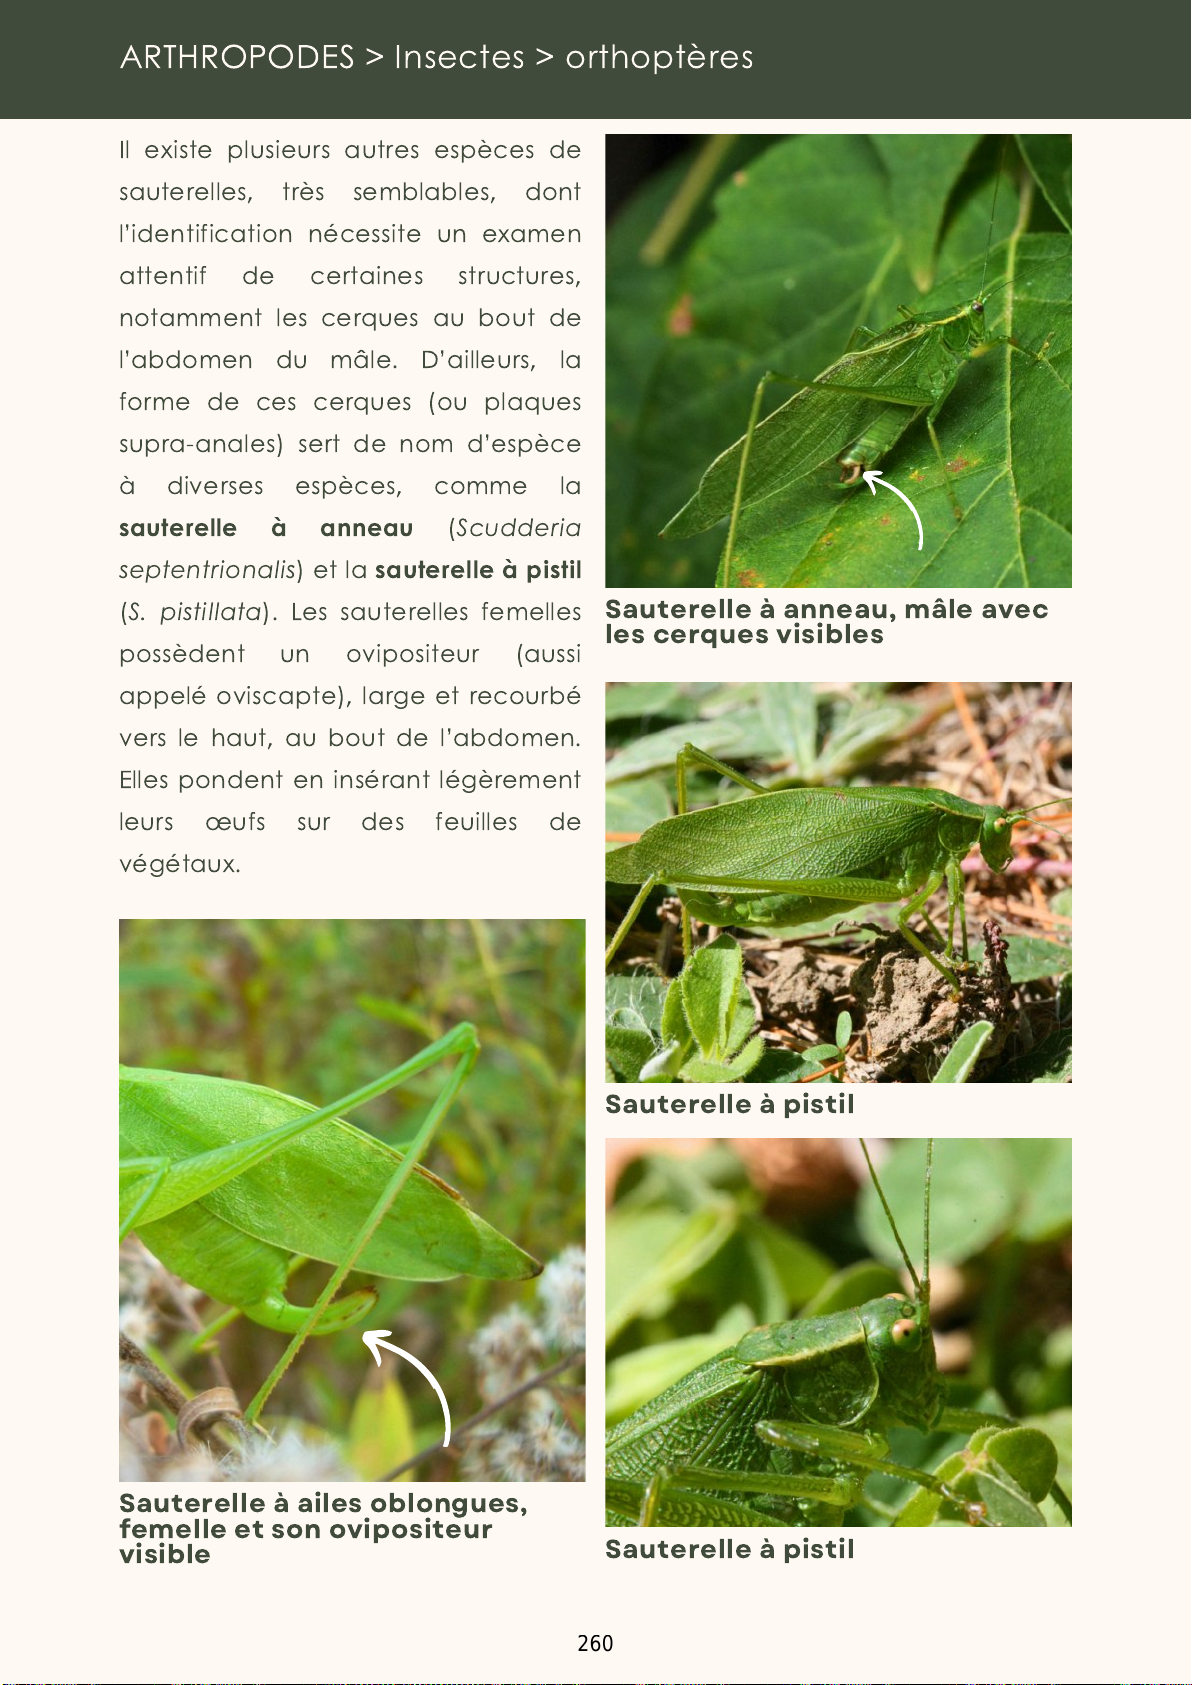 ARTHROPODES > Insectes > orthoptères
Il existe plusieurs autres espèces de
sauterelles, très semblables, dont
l'identification nécessite un examen
attentif de certaines structures,
notamment les cerques au bout de
l'abdomen du mâle. D'ailleurs, la
forme de ces cerques (ou plaques
supra-anales) sert de nom d'espèce
à diverses espèces, comme la
sauterelle à anneau (Scudderia
septentrionalis) et la sauterelle à pistil
(S. pistillata). Les sauterelles femelles
possèdent un ovipositeur (aussi
appelé oviscapte), large et recourbé
vers le haut, au bout de l'abdomen.
Elles pondent en insérant légèrement
leurs œufs sur des feuilles de
végétaux.
Sauterelle à ailes oblongues,
femelle et son ovipositeur
visible
Sauterelle à anneau, mâle avec
les cerques visibles
Sauterelle à pistil
Sauterelle à pistil
260